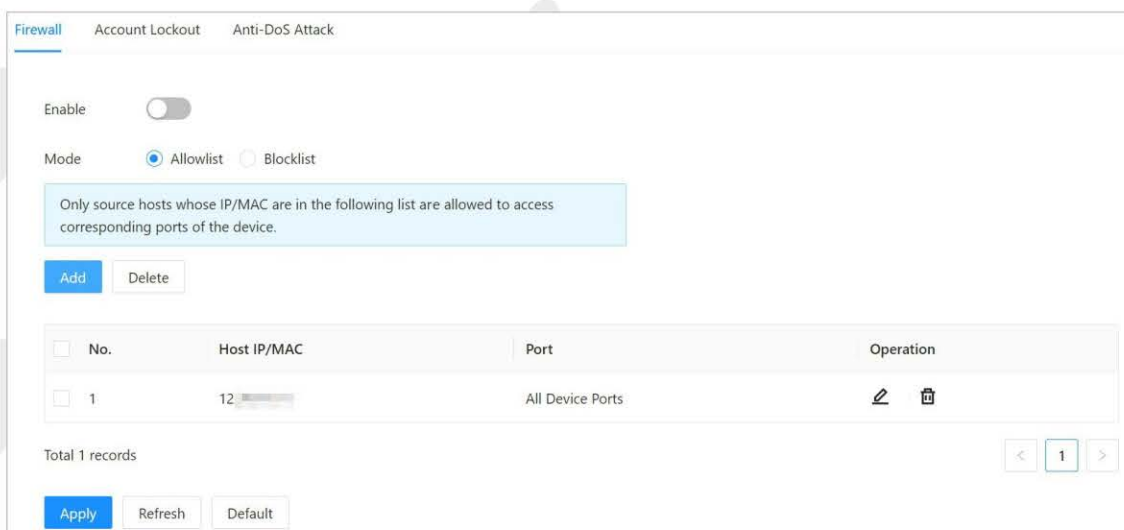 Firewall Account Lockout Anti-DoS Attack
Enable
Mode Allowlist Blocklist
Only source hosts whose IP/MAC are in the following list are allowed to access
corresponding ports of the device.
Add Delete
No. Host IP/MAC Port Operation
1 12 All Device Ports
Total 1 records
< 1 >
Apply Refresh Default